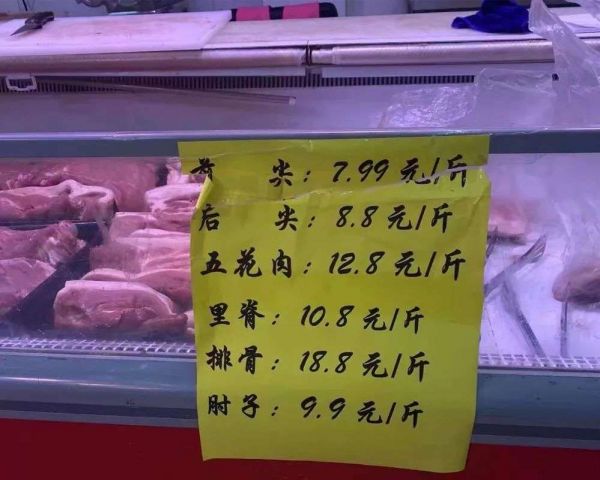 前 尖：7.99 元/斤
后 尖：8.8 元/斤
五花肉：12.8 元/斤
里脊：10.8 元/斤
排骨：18.8 元/斤
肘子：9.9 元/斤